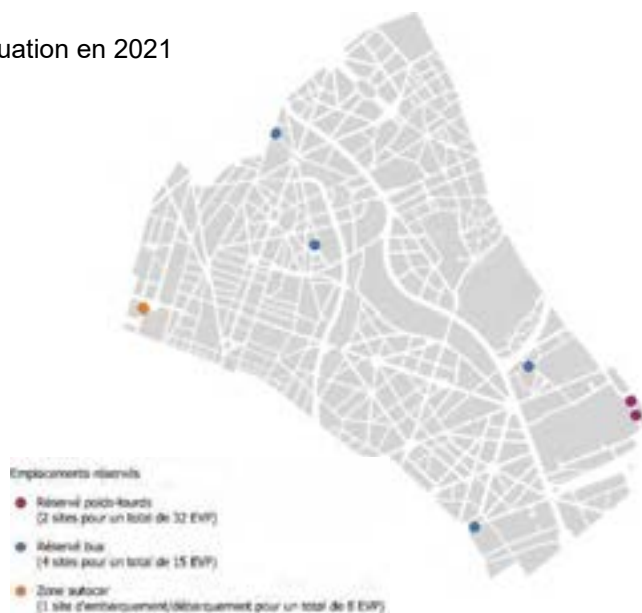 uation en 2021
Emplacements réservés
Réservé poids-lourds
(2 sites pour un total de 32 EVP)
Réservé bus
(4 sites pour un total de 15 EVP)
Zone autocar
(1 site d'embarquement/débarquement pour un total de 8 EVP)